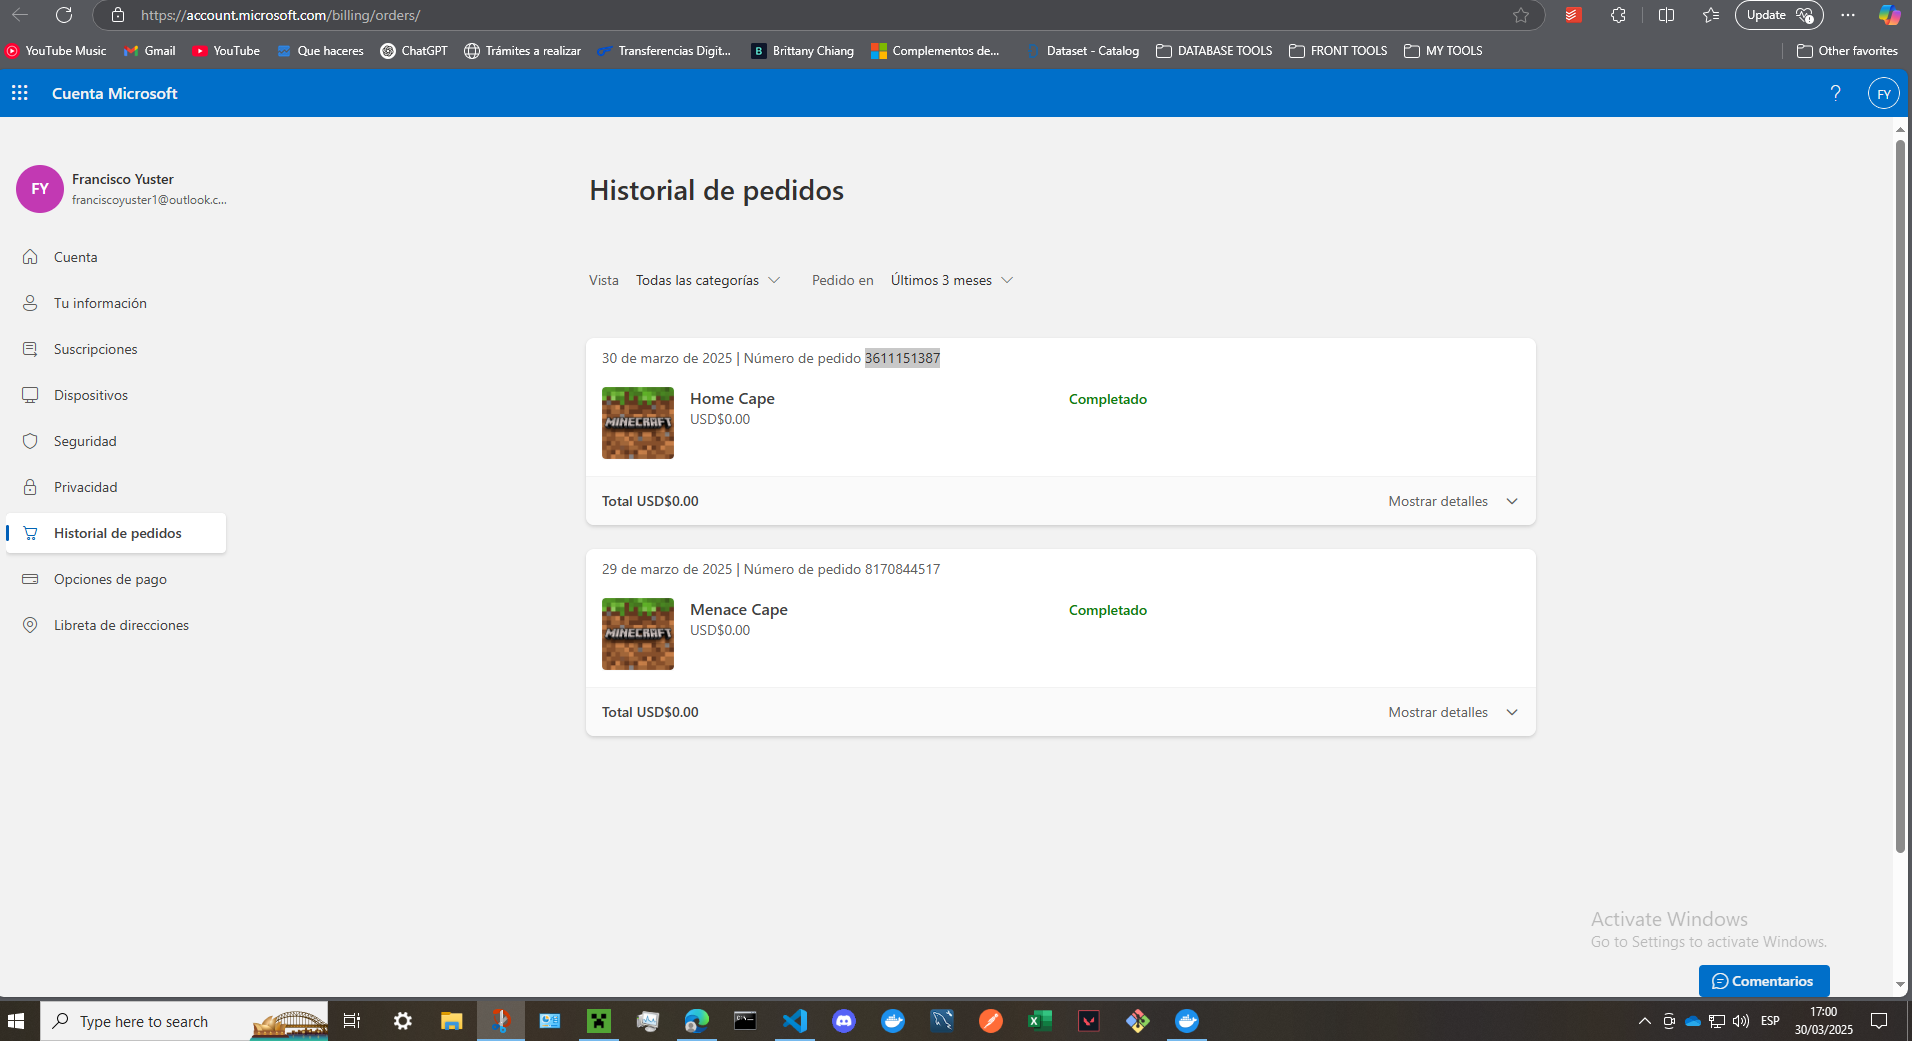 https://account.microsoft.com/billing/orders/
Update
YouTube Music
Gmail
YouTube
Que haceres
ChatGPT
Trámites a realizar
Transferencias Digit...
B
Brittany Chiang
Complementos de...
Dataset - Catalog
DATABASE TOOLS
FRONT TOOLS
MY TOOLS
Other favorites
Cuenta Microsoft
?
FY
FY
Francisco Yuster
franciscoyuster1@outlook.c...
Cuenta
Tu información
Suscripciones
Dispositivos
Seguridad
Privacidad
Historial de pedidos
Opciones de pago
Libreta de direcciones
Historial de pedidos
Vista Todas las categorías Pedido en Últimos 3 meses
30 de marzo de 2025 | Número de pedido 3611151387
MINECRAFT
Home Cape
USD$0.00
Completado
Total USD$0.00
Mostrar detalles
29 de marzo de 2025 | Número de pedido 8170844517
MINECRAFT
Menace Cape
USD$0.00
Completado
Total USD$0.00
Mostrar detalles
Activate Windows
Go to Settings to activate Windows.
Comentarios
Type here to search
ESP
17:00
30/03/2025